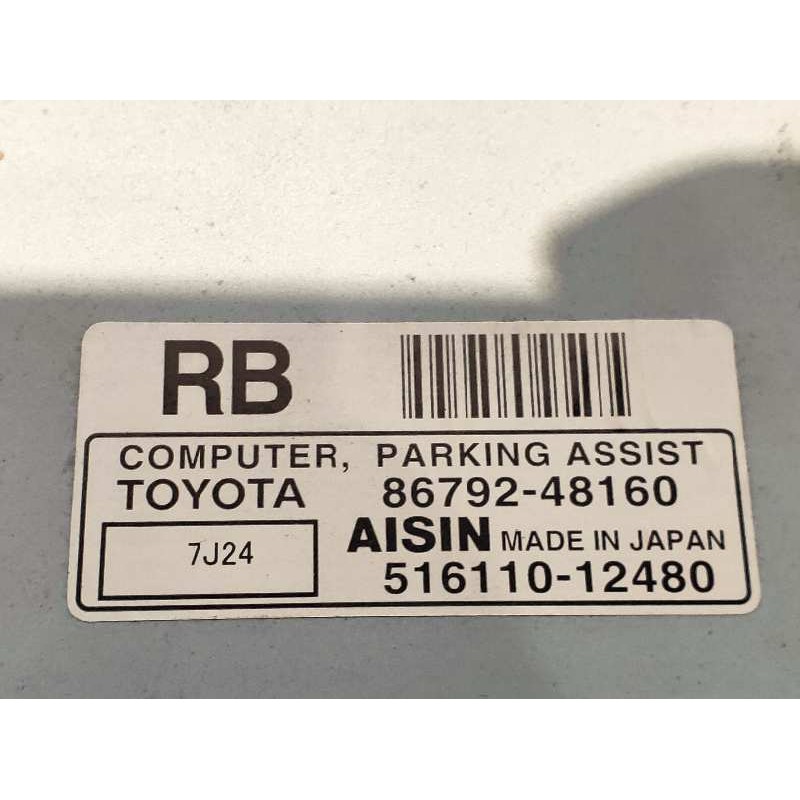 RB
COMPUTER, PARKING ASSIST
TOYOTA 86792-48160
7J24
AISIN MADE IN JAPAN
516110-12480